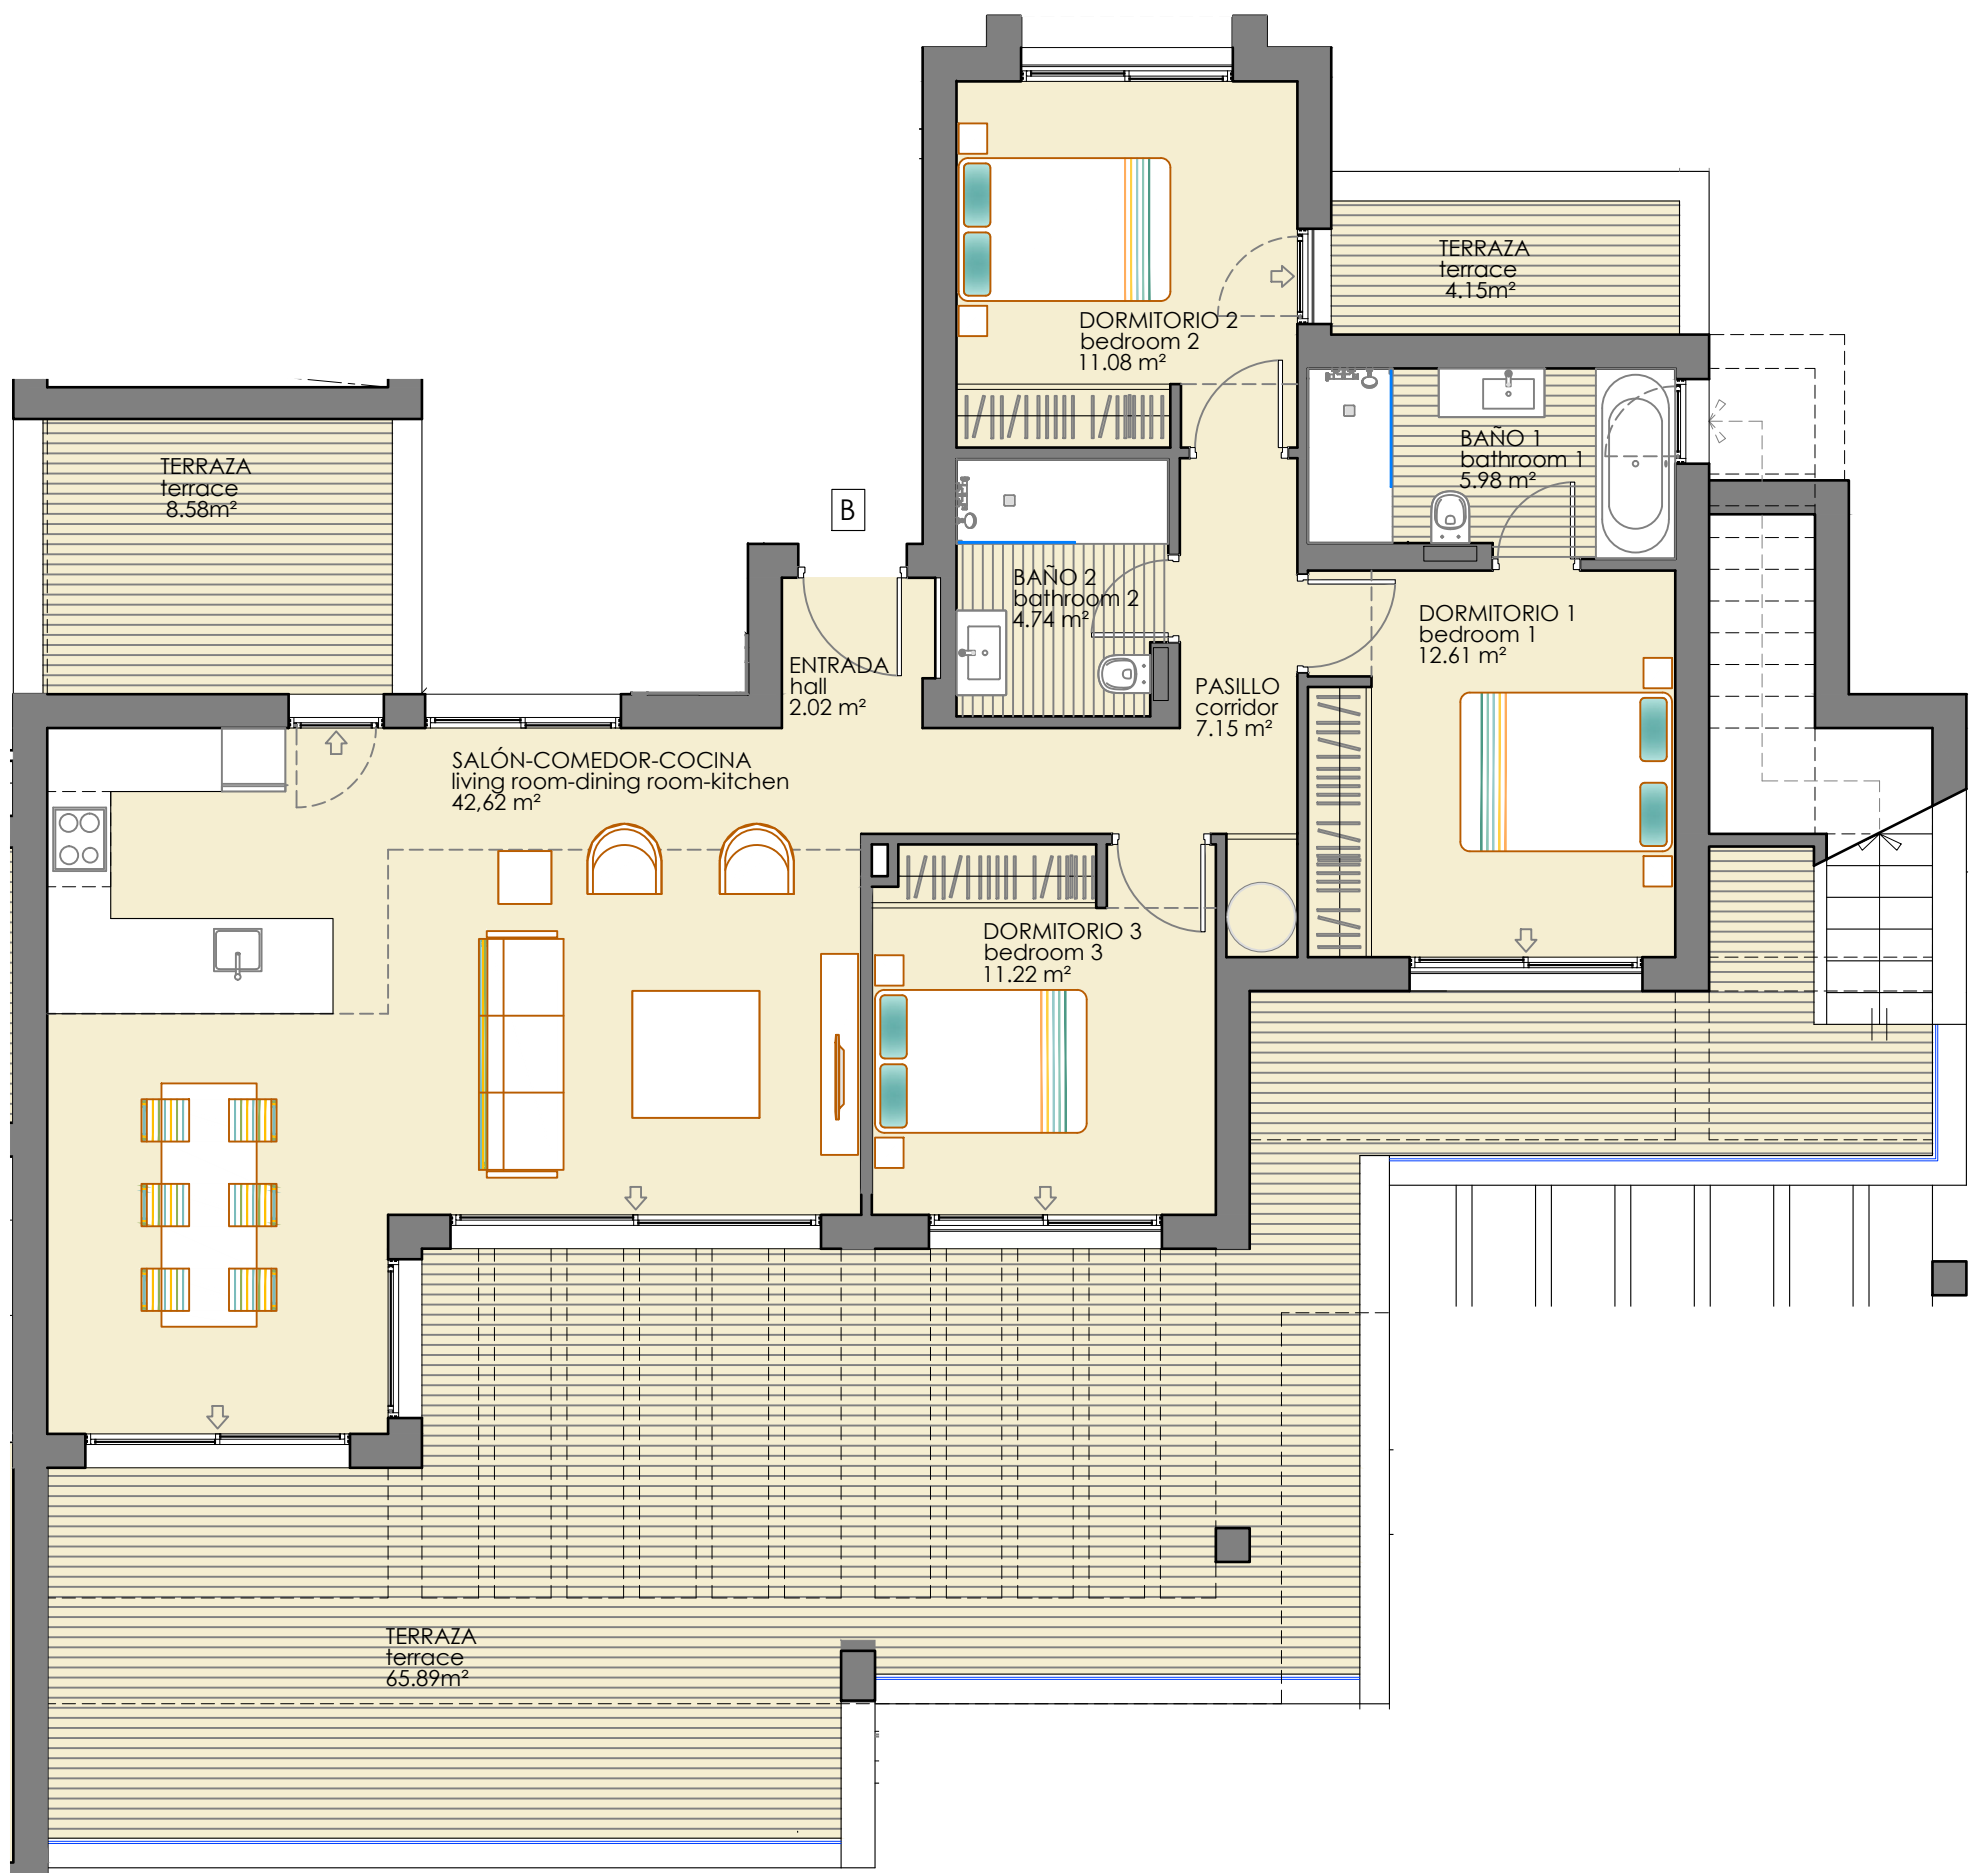 DORMITORIO 2
bedroom 2
11.08 m²
TERRAZA
terrace
4.15m²
TERRAZA
terrace
8.58m²
B
BAÑO 1
bathroom 1
5.98 m²
BAÑO 2
bathroom 2
4.74 m²
DORMITORIO 1
bedroom 1
12.61 m²
ENTRADA
hall
2.02 m²
PASILLO
corridor
7.15 m²
SALÓN-COMEDOR-COCINA
living room-dining room-kitchen
42,62 m²
DORMITORIO 3
bedroom 3
11.22 m²
TERRAZA
terrace
65.89m²